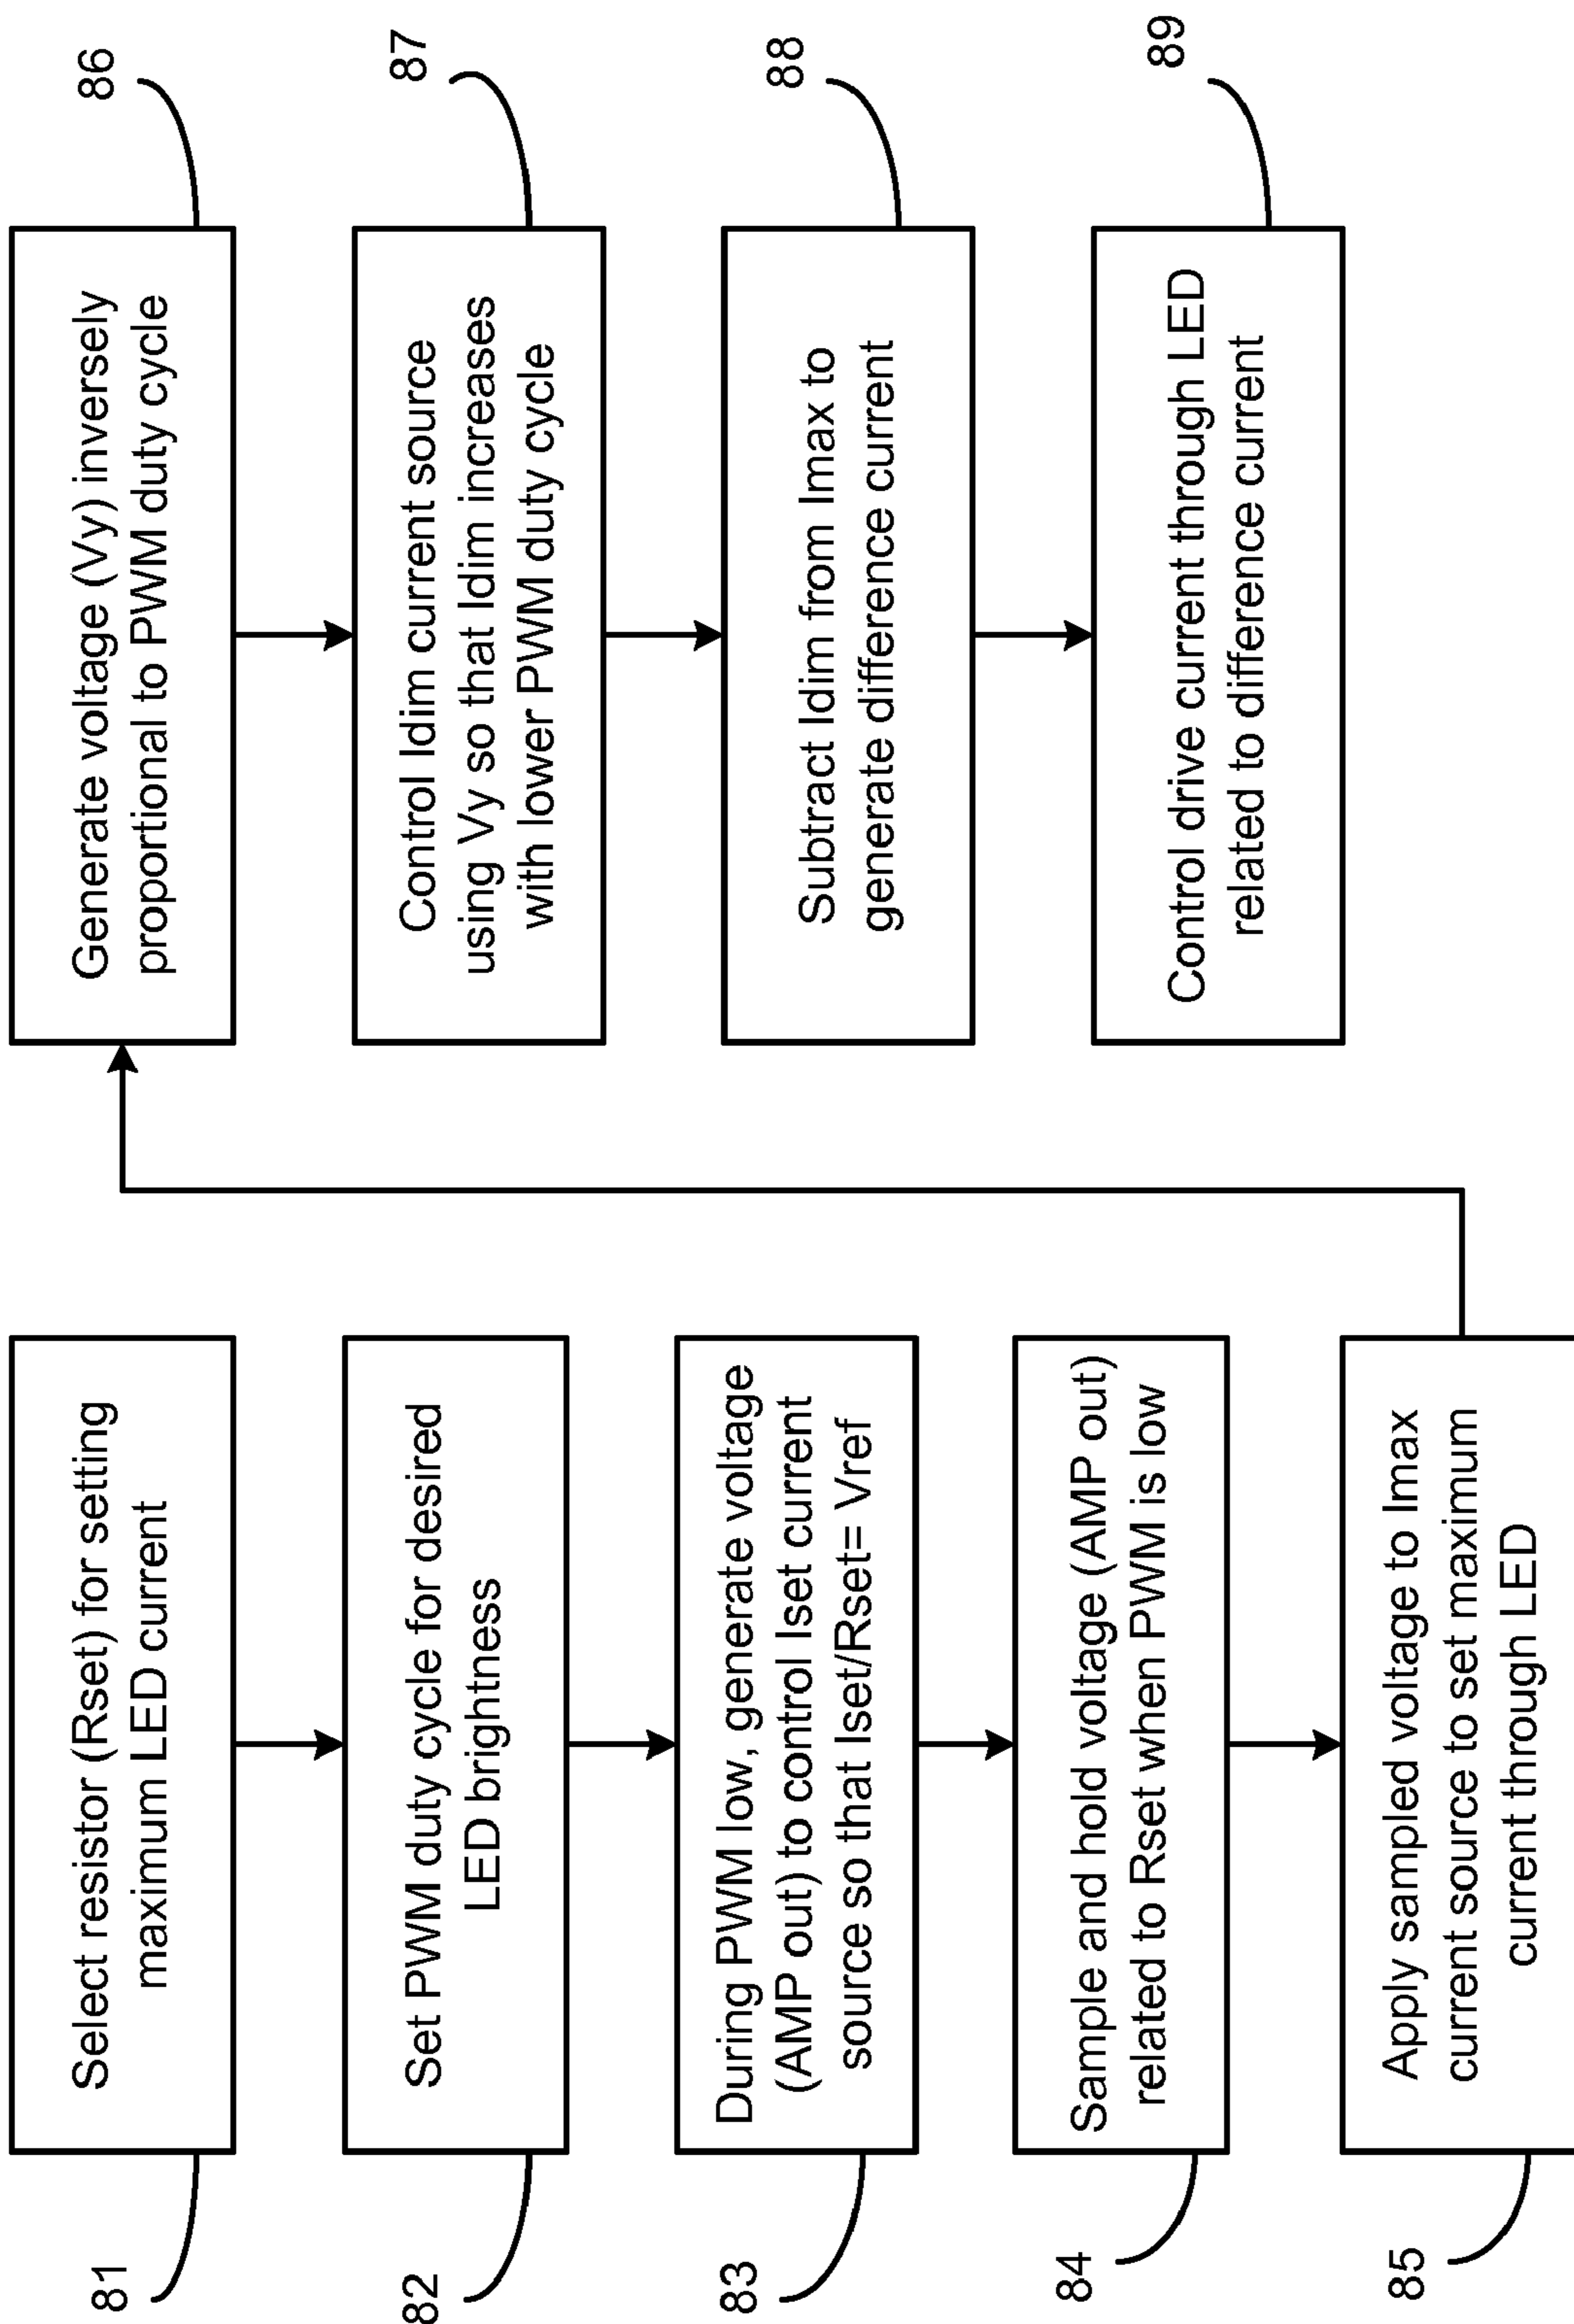 81
Select resistor (Rset) for setting
maximum LED current
82
Set PWM duty cycle for desired
LED brightness
83
During PWM low, generate voltage
(AMP out) to control Iset current
source so that Iset/Rset= Vref
84
Sample and hold voltage (AMP out)
related to Rset when PWM is low
85
Apply sampled voltage to Imax
current source to set maximum
current through LED
86
Generate voltage (Vy) inversely
proportional to PWM duty cycle
87
Control Idim current source
using Vy so that Idim increases
with lower PWM duty cycle
88
Subtract Idim from Imax to
generate difference current
89
Control drive current through LED
related to difference current